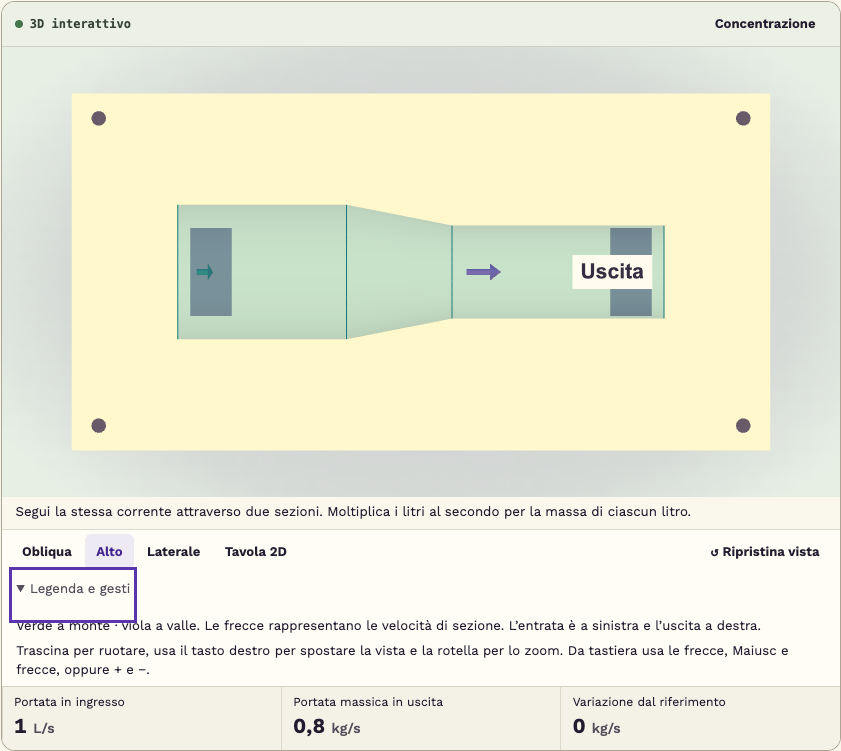 3D interattivo
Concentrazione
Uscita
Segui la stessa corrente attraverso due sezioni. Moltiplica i litri al secondo per la massa di ciascun litro.
Obliqua
Alto
Laterale
Tavola 2D
↺ Ripristina vista
▼ Legenda e gesti
Verde a monte · viola a valle. Le frecce rappresentano le velocità di sezione. L’entrata è a sinistra e l’uscita a destra.
Trascina per ruotare, usa il tasto destro per spostare la vista e la rotella per lo zoom. Da tastiera usa le frecce, Maiusc e
frecce, oppure + e −.
Portata in ingresso
1 L/s
Portata massica in uscita
0,8 kg/s
Variazione dal riferimento
0 kg/s